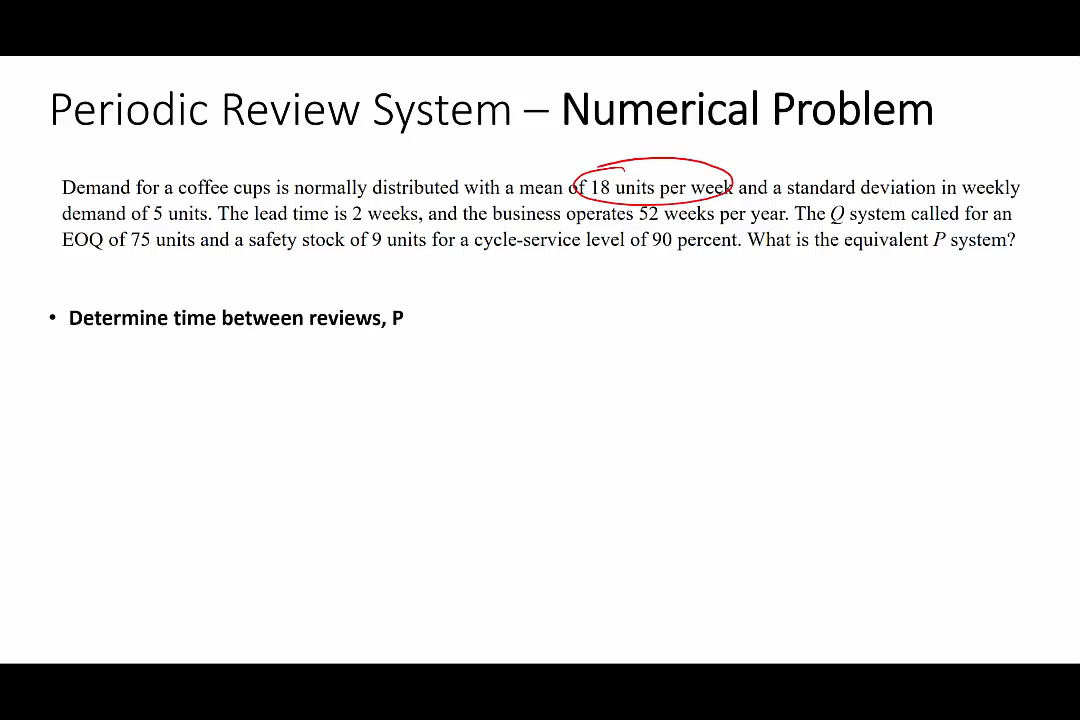 Periodic Review System – Numerical Problem
Demand for a coffee cups is normally distributed with a mean of 18 units per week and a standard deviation in weekly
demand of 5 units. The lead time is 2 weeks, and the business operates 52 weeks per year. The Q system called for an
EOQ of 75 units and a safety stock of 9 units for a cycle-service level of 90 percent. What is the equivalent P system?
• Determine time between reviews, P